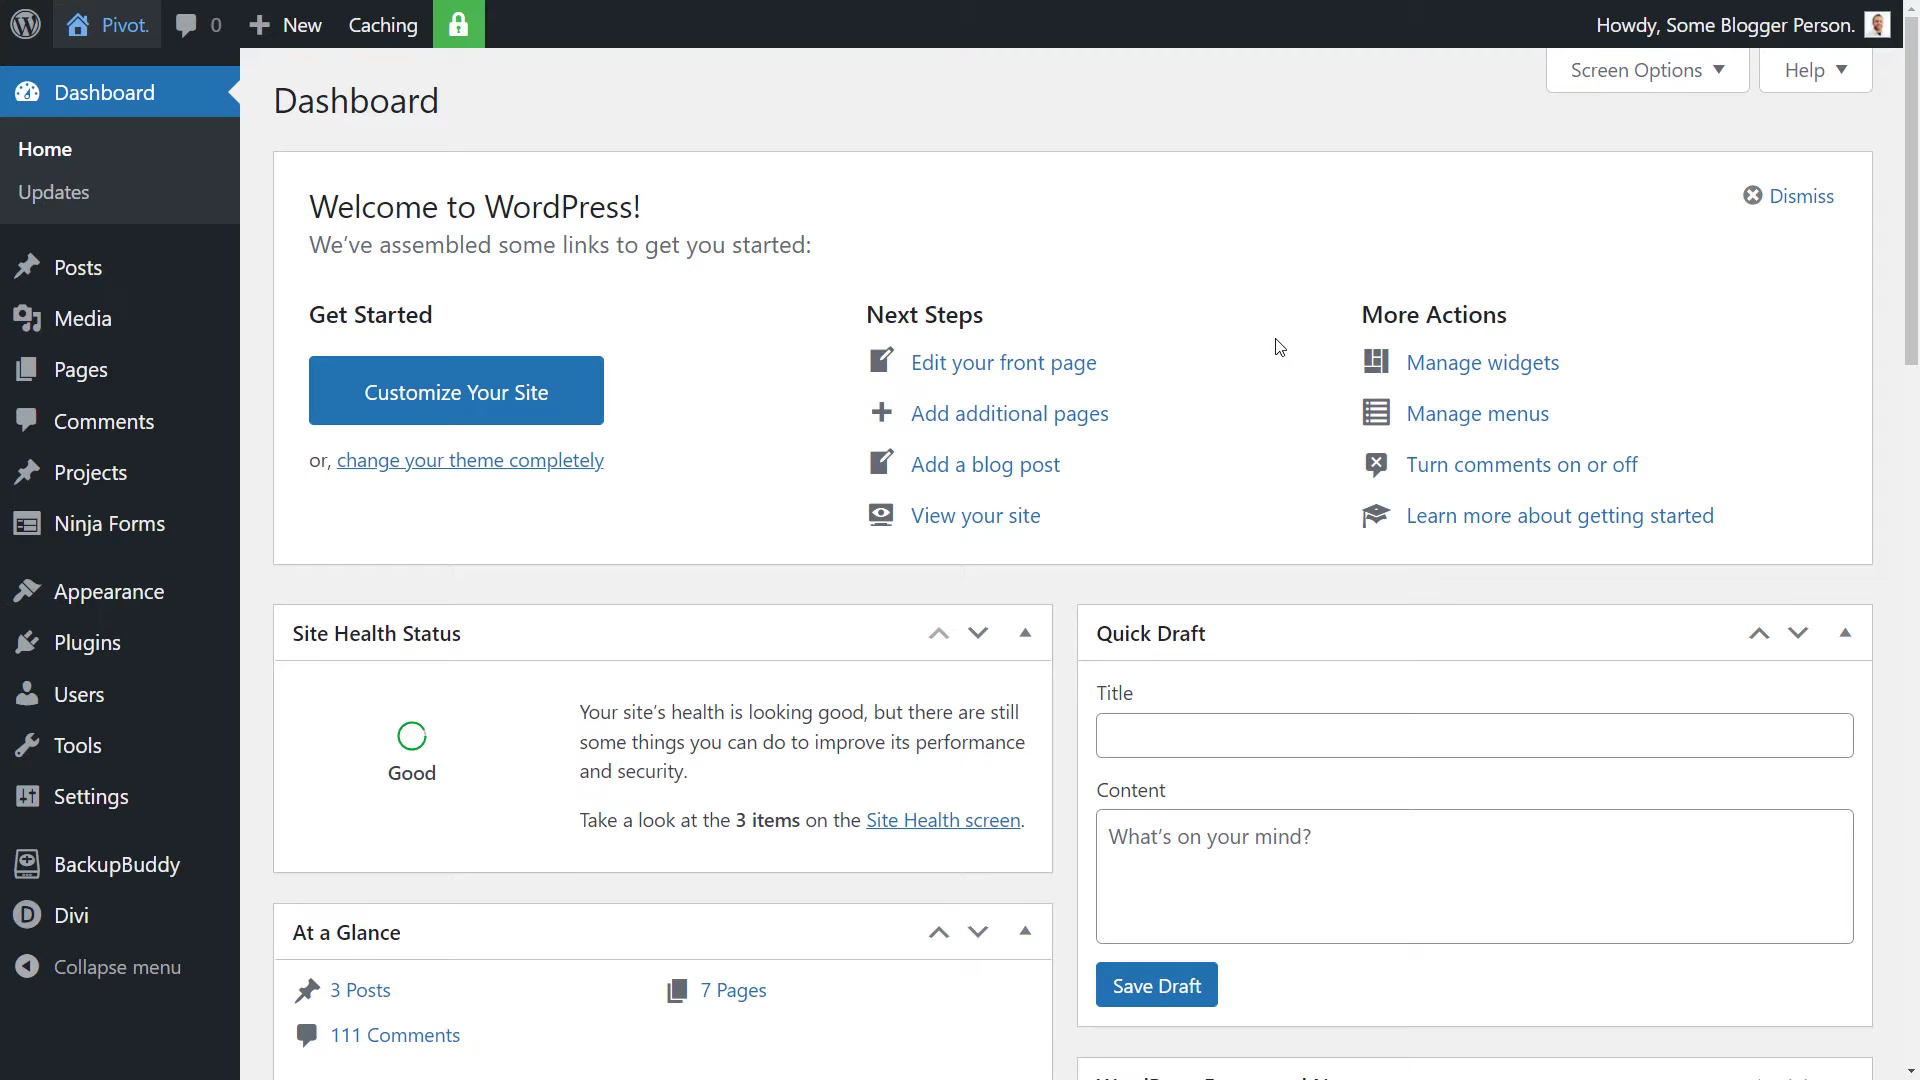 Pivot. 0 New Caching Howdy, Some Blogger Person.
Screen Options Help
Dashboard
Home
Updates
Posts
Media
Pages
Comments
Projects
Ninja Forms
Appearance
Plugins
Users
Tools
Settings
BackupBuddy
Divi
Collapse menu
Dashboard
Welcome to WordPress!
Dismiss
We’ve assembled some links to get you started:
Get Started
Customize Your Site
or, change your theme completely
Next Steps
Edit your front page
Add additional pages
Add a blog post
View your site
More Actions
Manage widgets
Manage menus
Turn comments on or off
Learn more about getting started
Site Health Status
Good
Your site’s health is looking good, but there are still
some things you can do to improve its performance
and security.
Take a look at the 3 items on the Site Health screen.
At a Glance
3 Posts
7 Pages
111 Comments
Quick Draft
Title
Content
What’s on your mind?
Save Draft